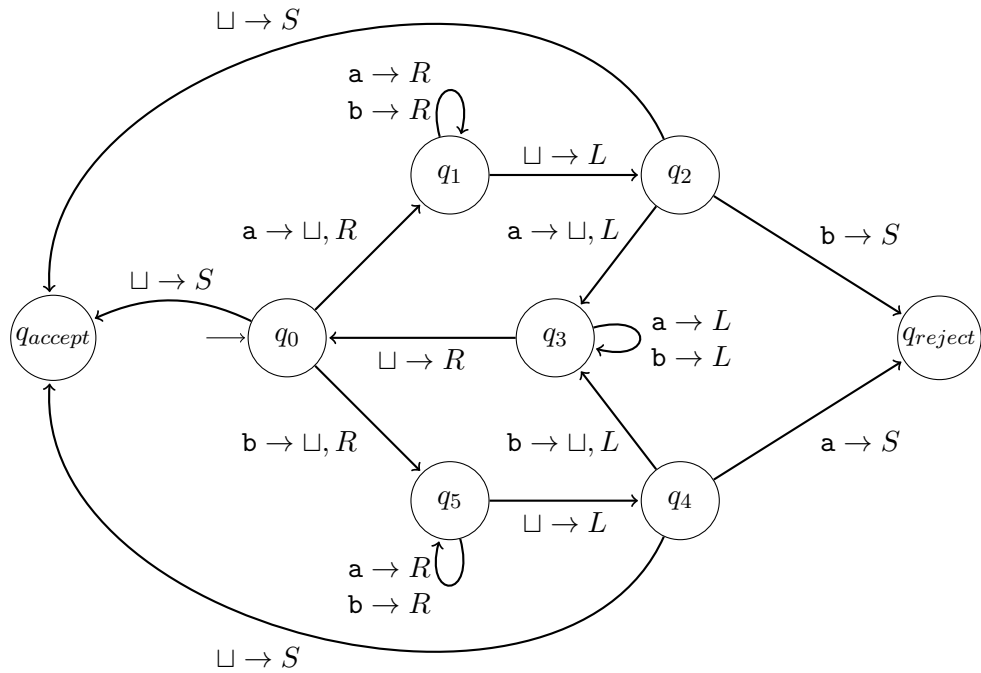 ⊔ → S
a → R
b → R
q1
⊔ → L
q2
a → ⊔, R
a → ⊔, L
b → S
⊔ → S
qaccept
q0
q3
a → L
b → L
qreject
⊔ → R
b → ⊔, R
b → ⊔, L
a → S
q5
⊔ → L
q4
a → R
b → R
⊔ → S